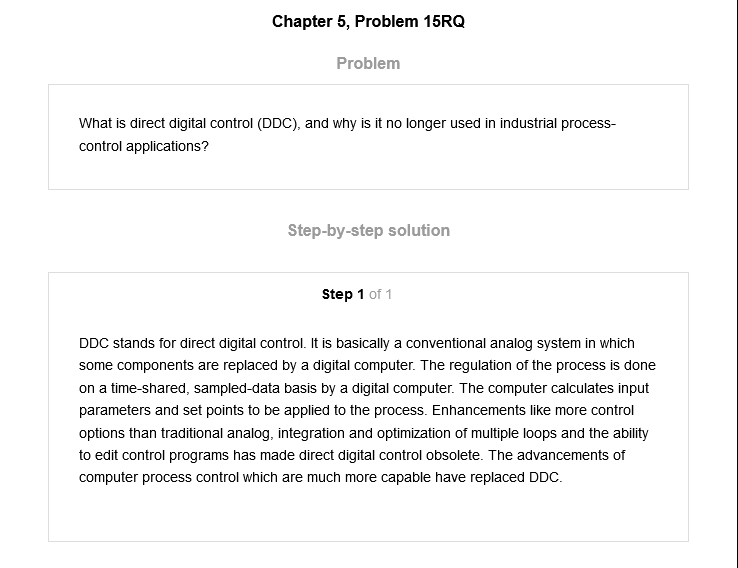 Chapter 5, Problem 15RQ
Problem
What is direct digital control (DDC), and why is it no longer used in industrial process-
control applications?
Step-by-step solution
Step 1 of 1
DDC stands for direct digital control. It is basically a conventional analog system in which
some components are replaced by a digital computer. The regulation of the process is done
on a time-shared, sampled-data basis by a digital computer. The computer calculates input
parameters and set points to be applied to the process. Enhancements like more control
options than traditional analog, integration and optimization of multiple loops and the ability
to edit control programs has made direct digital control obsolete. The advancements of
computer process control which are much more capable have replaced DDC.